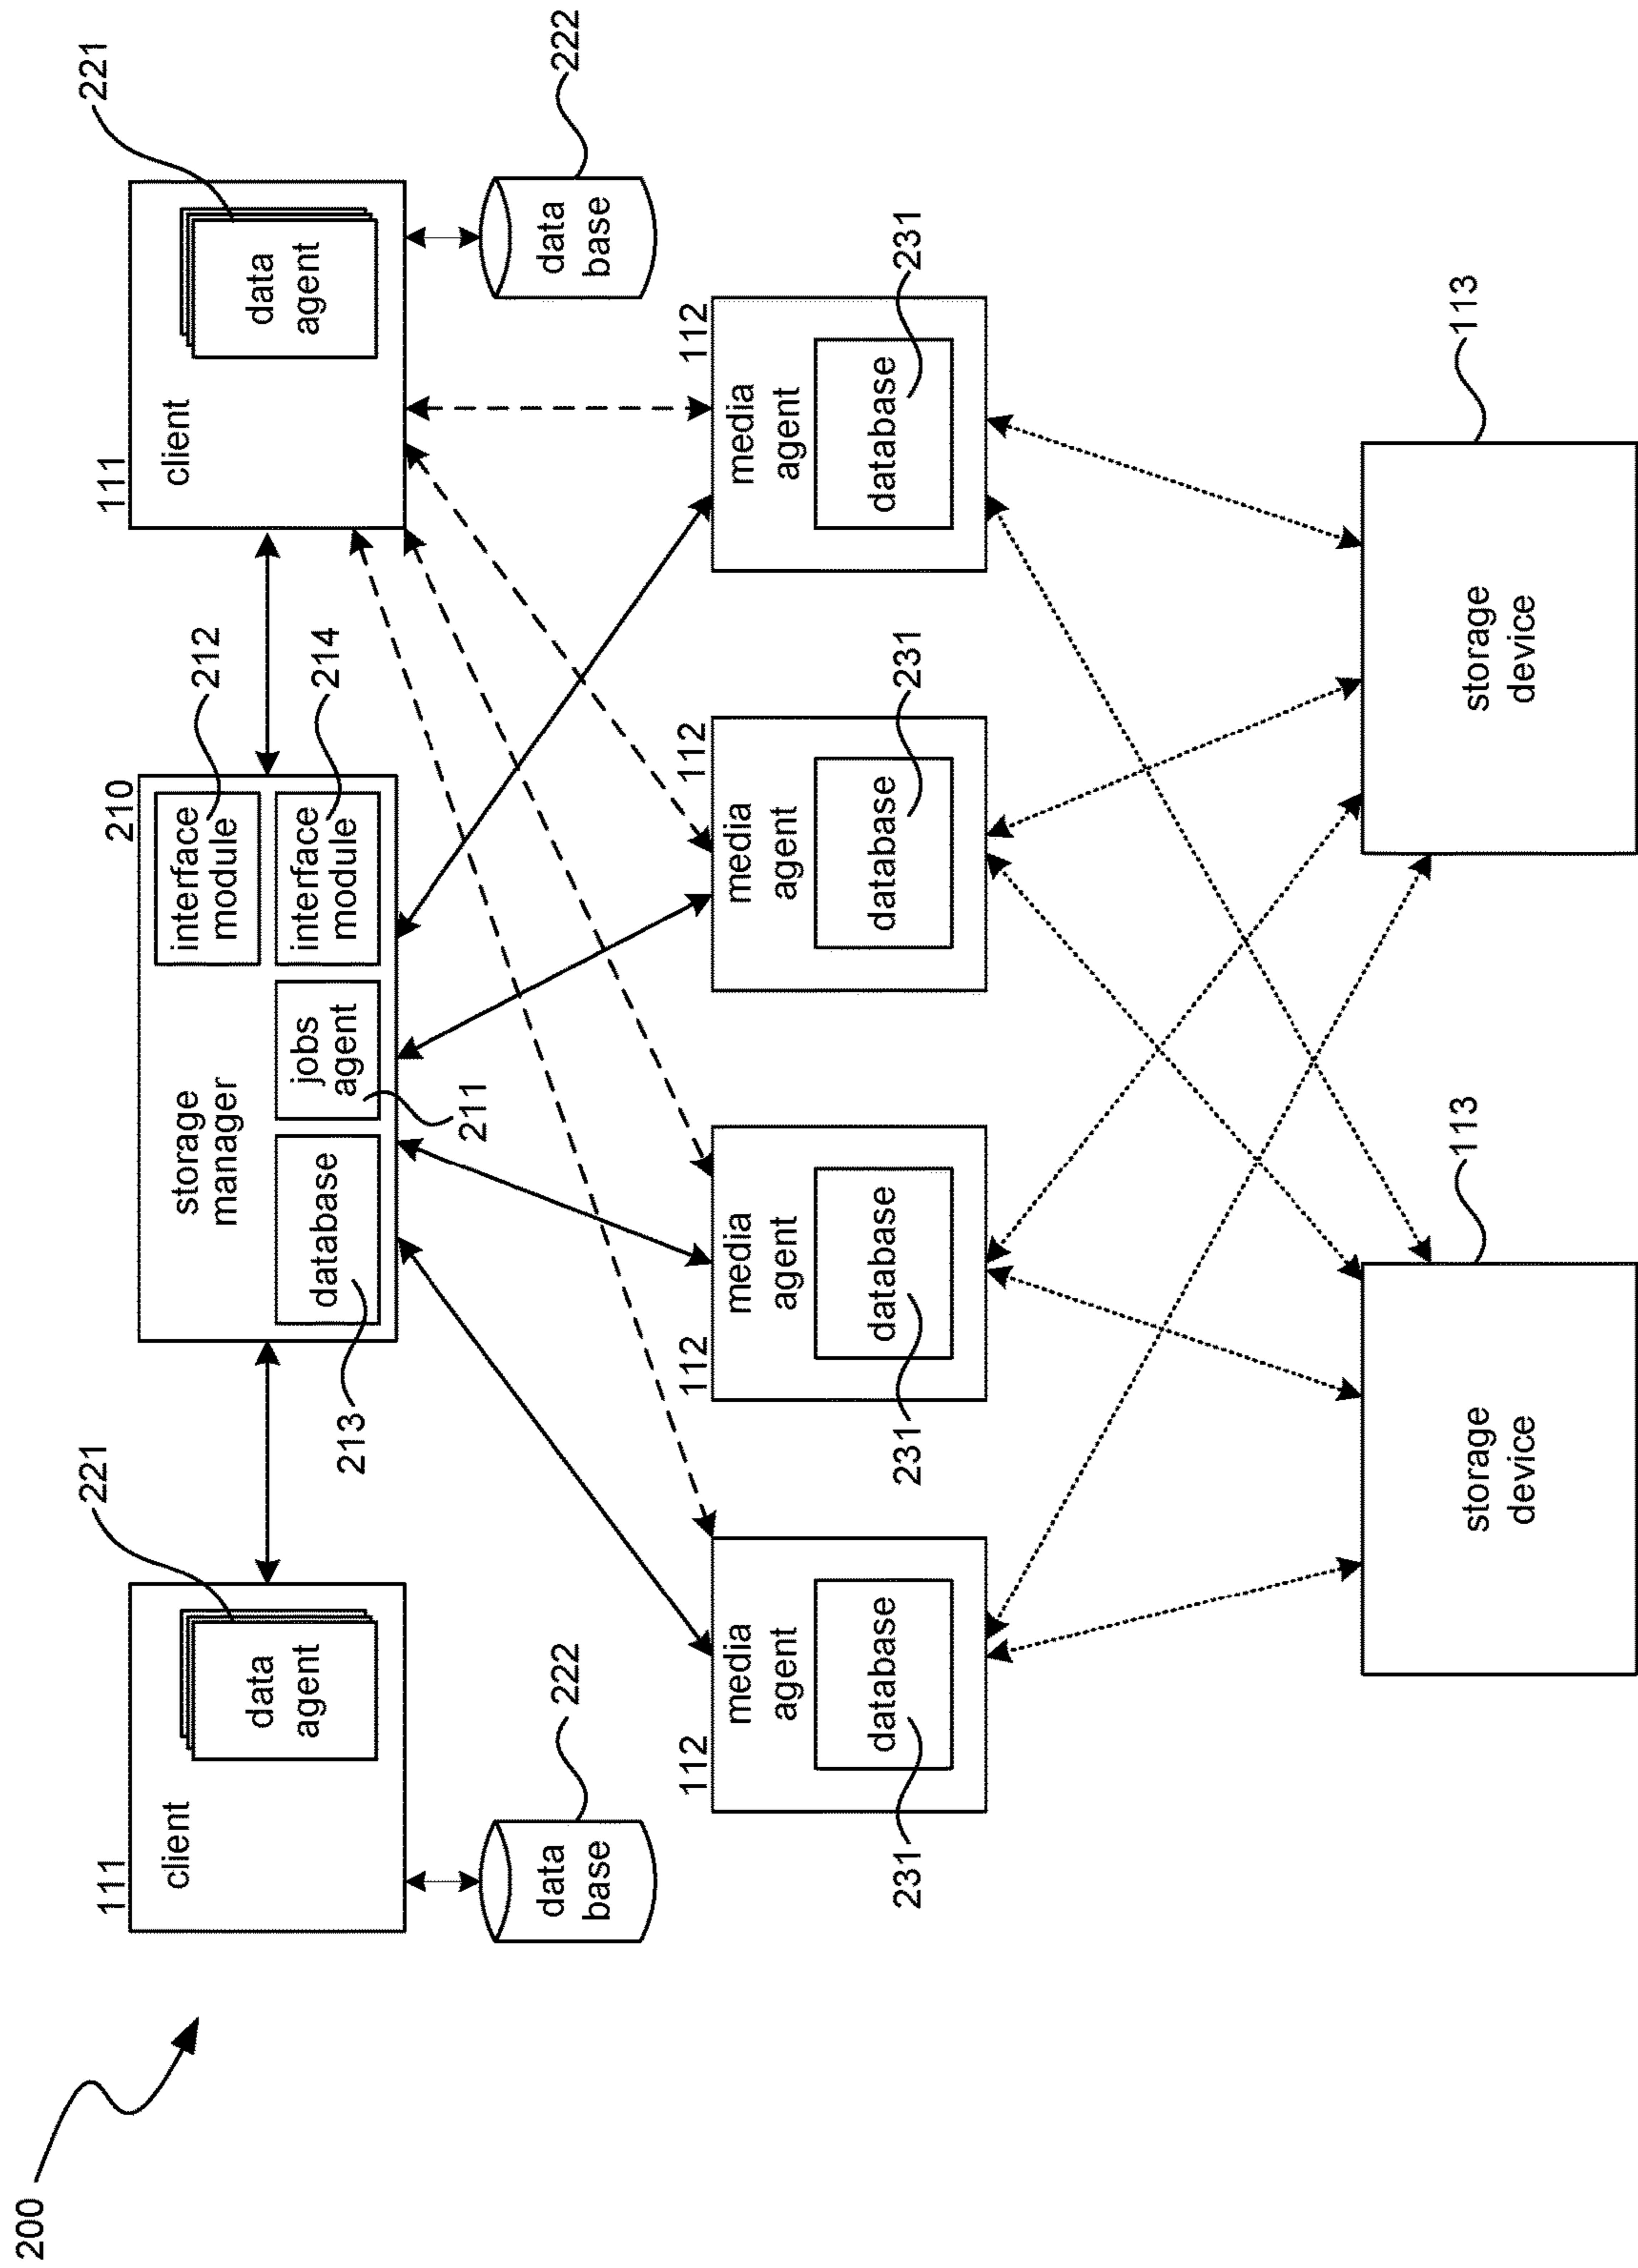 200
111
client
data
agent
221
data
base
222
210
storage
manager
database
213
jobs
agent
211
interface
module
212
interface
module
214
111
client
data
agent
221
data
base
222
112
media
agent
database
231
112
media
agent
database
231
112
media
agent
database
231
112
media
agent
database
231
storage
device
113
storage
device
113